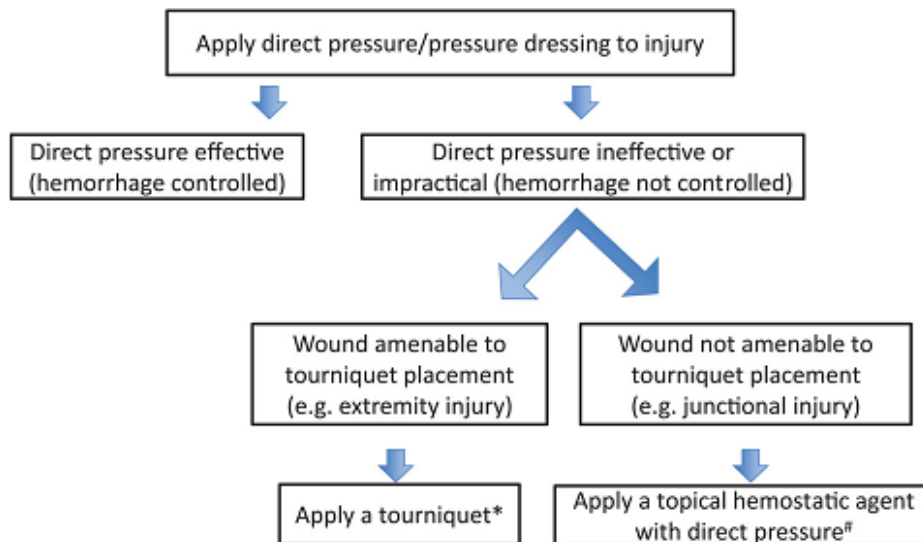 Apply direct pressure/pressure dressing to injury
Direct pressure effective
(hemorrhage controlled)
Direct pressure ineffective or
impractical (hemorrhage not controlled)
Wound amenable to
tourniquet placement
(e.g. extremity injury)
Wound not amenable to
tourniquet placement
(e.g. junctional injury)
Apply a tourniquet*
Apply a topical hemostatic agent
with direct pressure#